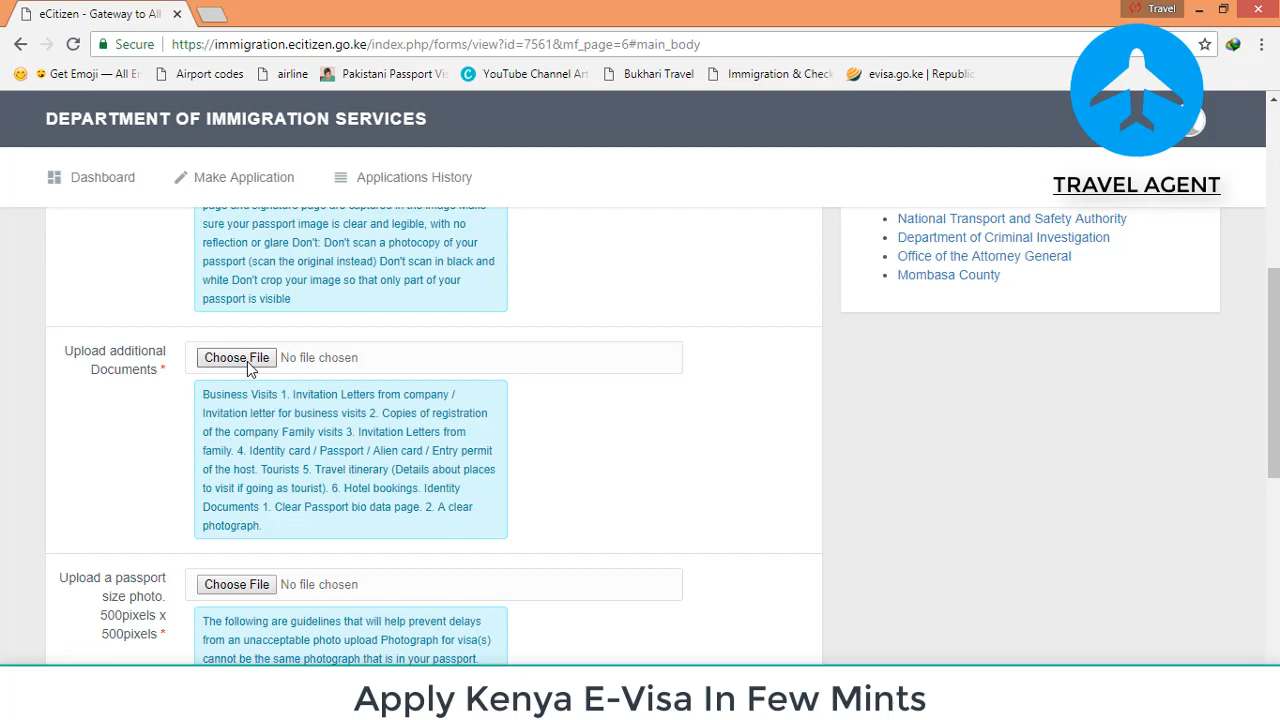 eCitizen - Gateway to All
Travel
Secure
https://immigration.ecitizen.go.ke/index.php/forms/view?id=7561&mf_page=6#main_body
Get Emoji — All E
Airport codes
airline
Pakistani Passport Vis
YouTube Channel Art
Bukhari Travel
Immigration & Check
evisa.go.ke | Republic
DEPARTMENT OF IMMIGRATION SERVICES
Dashboard
Make Application
Applications History
TRAVEL AGENT
page and signature page are captured in the image Make
sure your passport image is clear and legible, with no
reflection or glare Don't: Don't scan a photocopy of your
passport (scan the original instead) Don't scan in black and
white Don't crop your image so that only part of your
passport is visible
National Transport and Safety Authority
Department of Criminal Investigation
Office of the Attorney General
Mombasa County
Upload additional
Documents *
Choose File No file chosen
Business Visits 1. Invitation Letters from company /
Invitation letter for business visits 2. Copies of registration
of the company Family visits 3. Invitation Letters from
family. 4. Identity card / Passport / Alien card / Entry permit
of the host. Tourists 5. Travel itinerary (Details about places
to visit if going as tourist). 6. Hotel bookings. Identity
Documents 1. Clear Passport bio data page. 2. A clear
photograph.
Upload a passport
size photo.
500pixels x
500pixels *
Choose File No file chosen
The following are guidelines that will help prevent delays
from an unacceptable photo upload Photograph for visa(s)
cannot be the same photograph that is in your passport.
Apply Kenya E-Visa In Few Mints